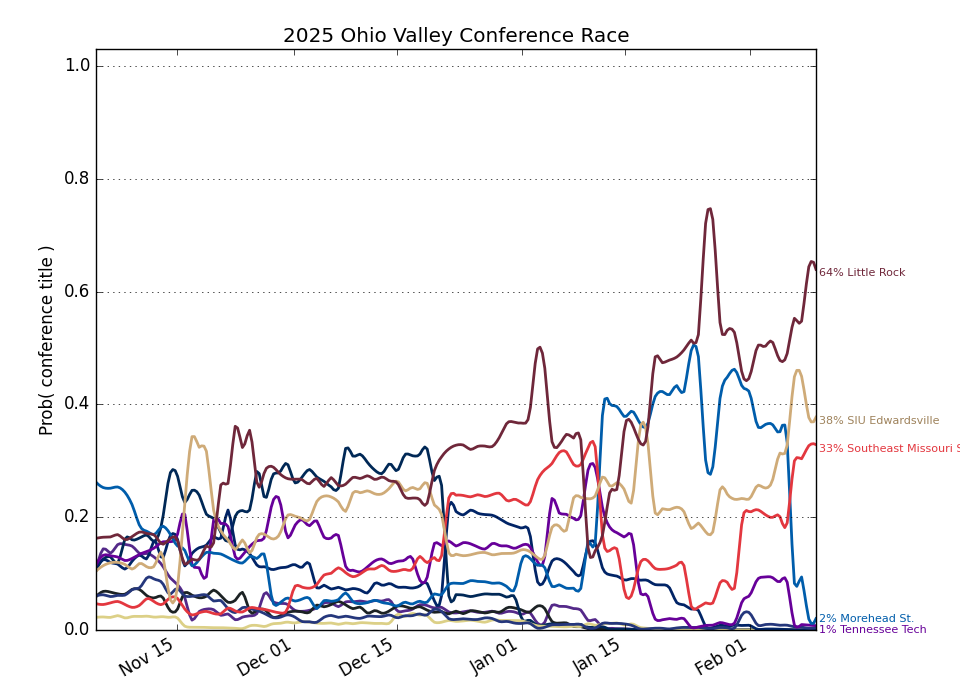 2025 Ohio Valley Conference Race
Prob( conference title )
1.0
0.8
0.6
0.4
0.2
0.0
Nov 15
Dec 01
Dec 15
Jan 01
Jan 15
Feb 01
64% Little Rock
38% SIU Edwardsville
33% Southeast Missouri S
2% Morehead St.
1% Tennessee Tech